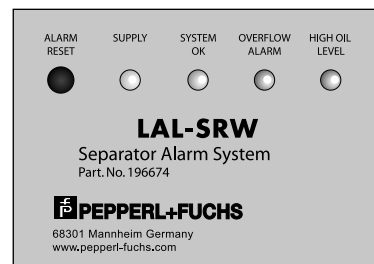 ALARM RESET
SUPPLY
SYSTEM OK
OVERFLOW ALARM
HIGH OIL LEVEL
LAL-SRW
Separator Alarm System
Part. No. 196674
PEPPERL+FUCHS
68301 Mannheim Germany
www.pepperl-fuchs.com